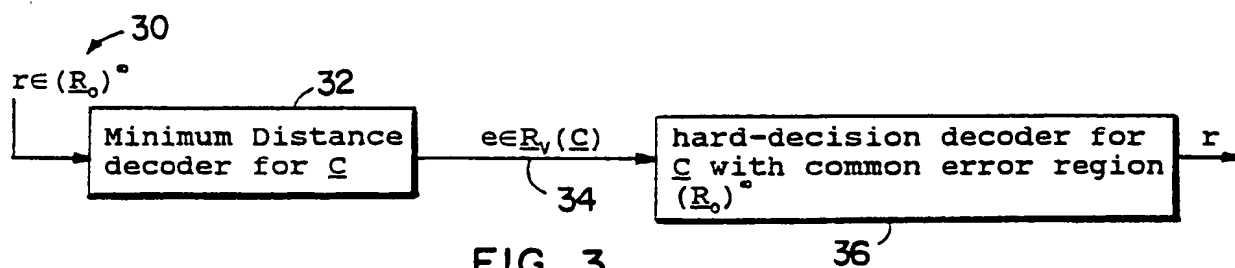 30
r∈(R̲₀)^∞
32
Minimum Distance
decoder for C̲
e∈R̲ᵥ(C̲)
34
hard-decision decoder for
C̲ with common error region
(R̲₀)^∞
r
36
FIG. 3